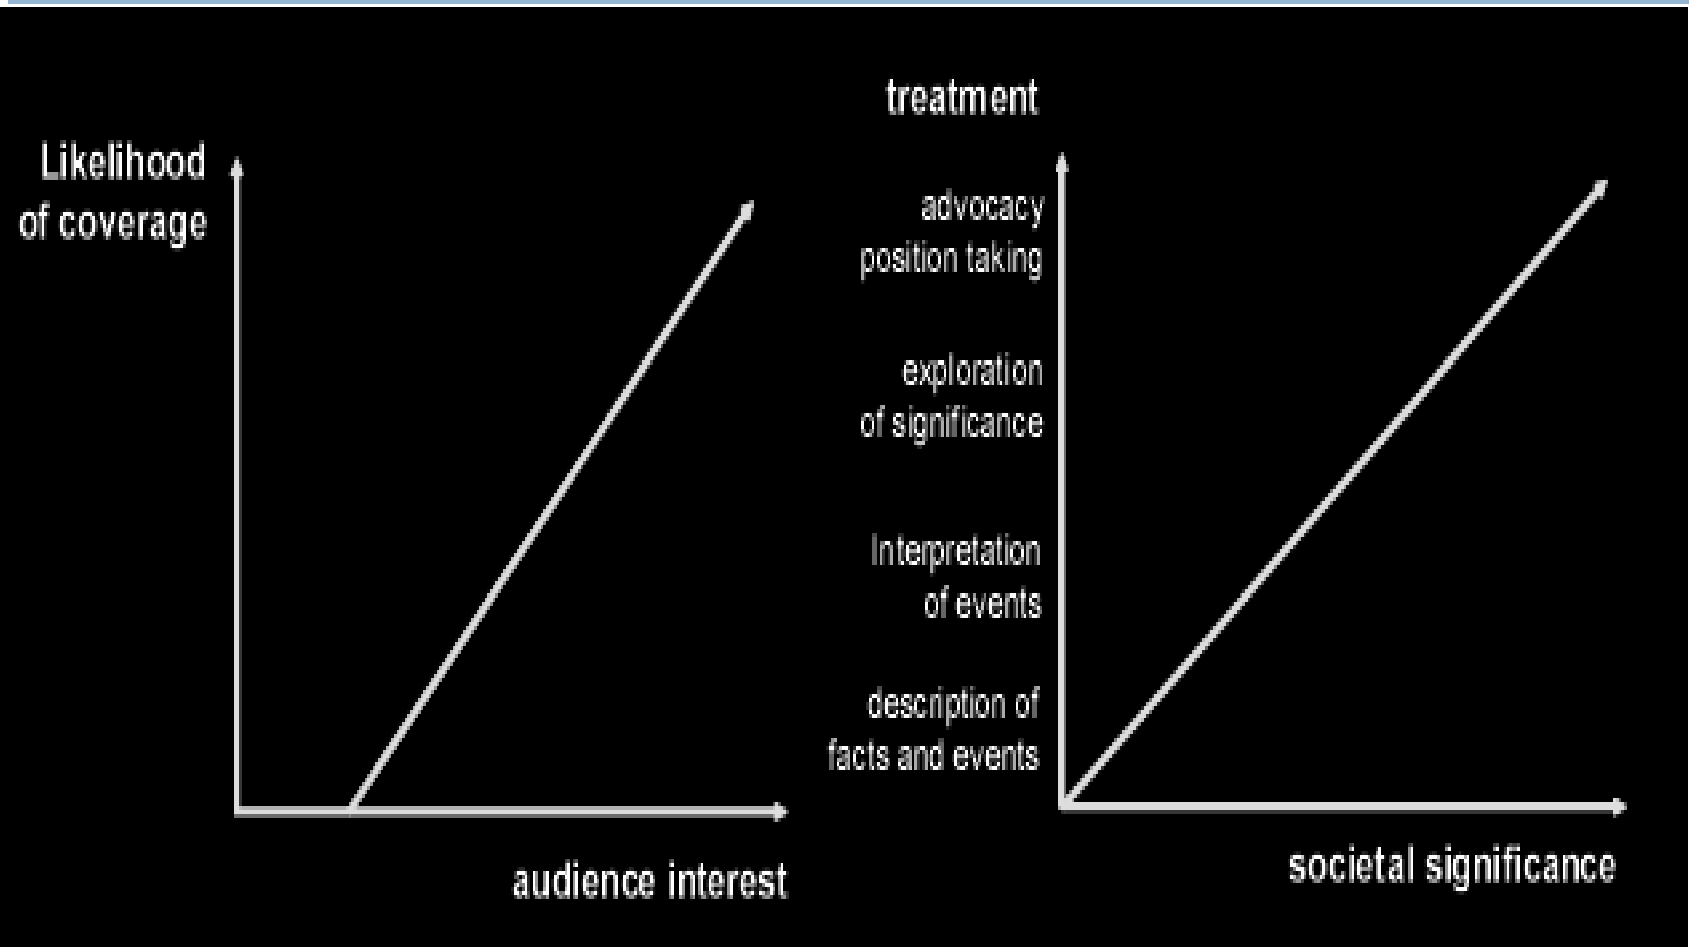 Likelihood
of coverage
audience interest
treatment
advocacy
position taking
exploration
of significance
Interpretation
of events
description of
facts and events
societal significance